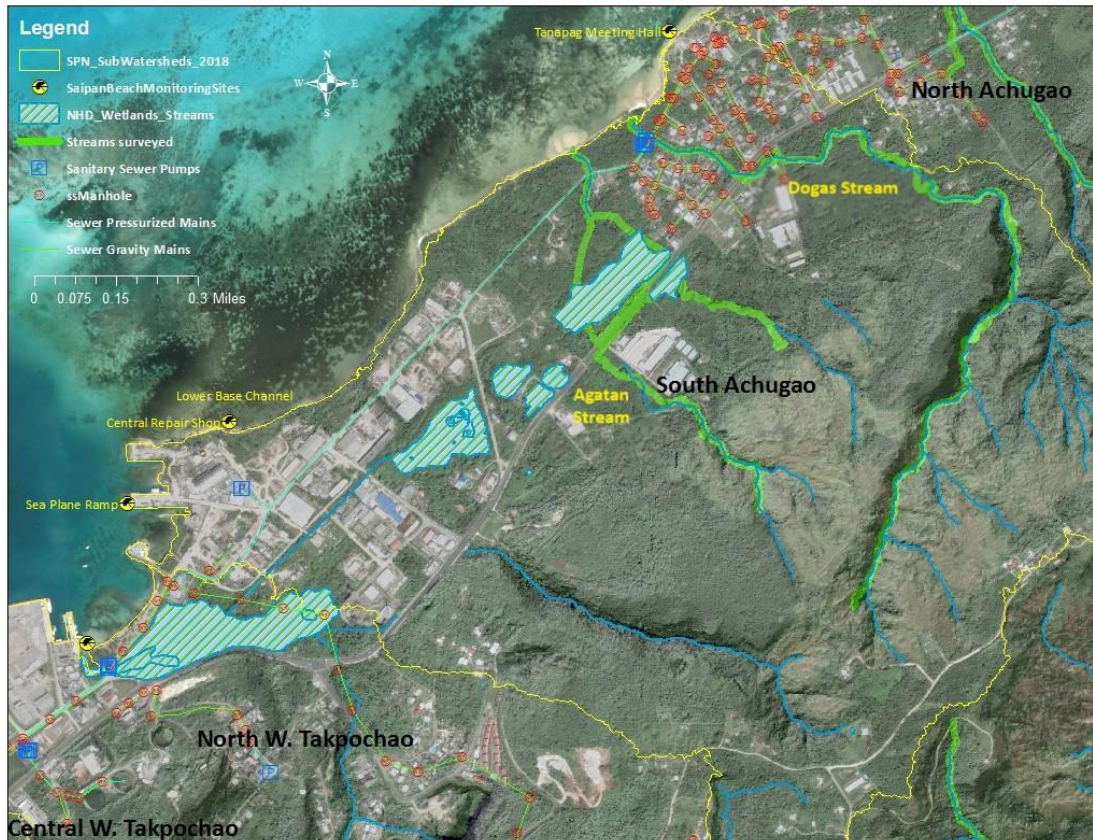 Legend
SPN_SubWatersheds_2018
SaipanBeachMonitoringSites
NHD_Wetlands_Streams
Streams surveyed
P Sanitary Sewer Pumps
ssManhole
Sewer Pressurized Mains
Sewer Gravity Mains
0 0.075 0.15 0.3 Miles
N
W E
S
Tanapag Meeting Hall
North Achugao
Dogas Stream
South Achugao
Agatan
Stream
Lower Base Channel
Central Repair Shop
P
Sea Plane Ramp
North W. Takpochao
P
Central W. Takpochao